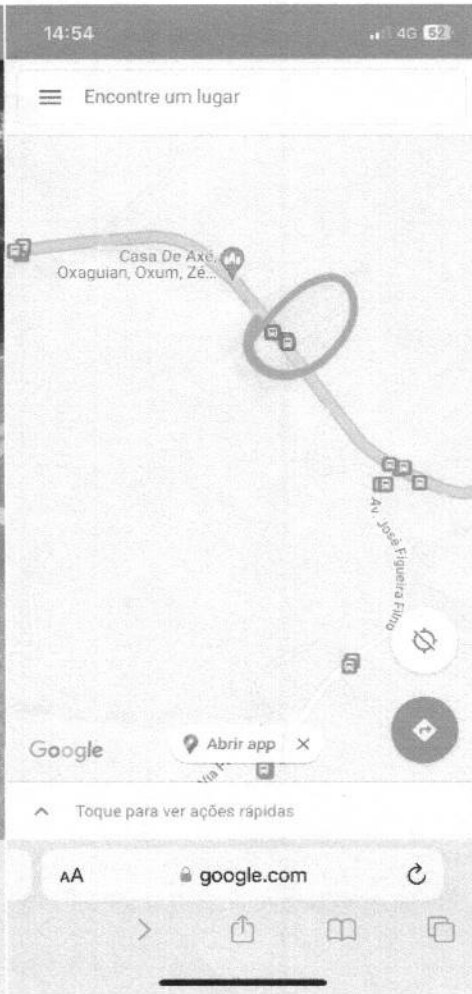 14:54
4G 52
Encontre um lugar
Casa De Axé,
Oxaguian, Oxum, Zé...
Av. José Figueira Filho
Google
Abrir app ×
Toque para ver ações rápidas
AA google.com